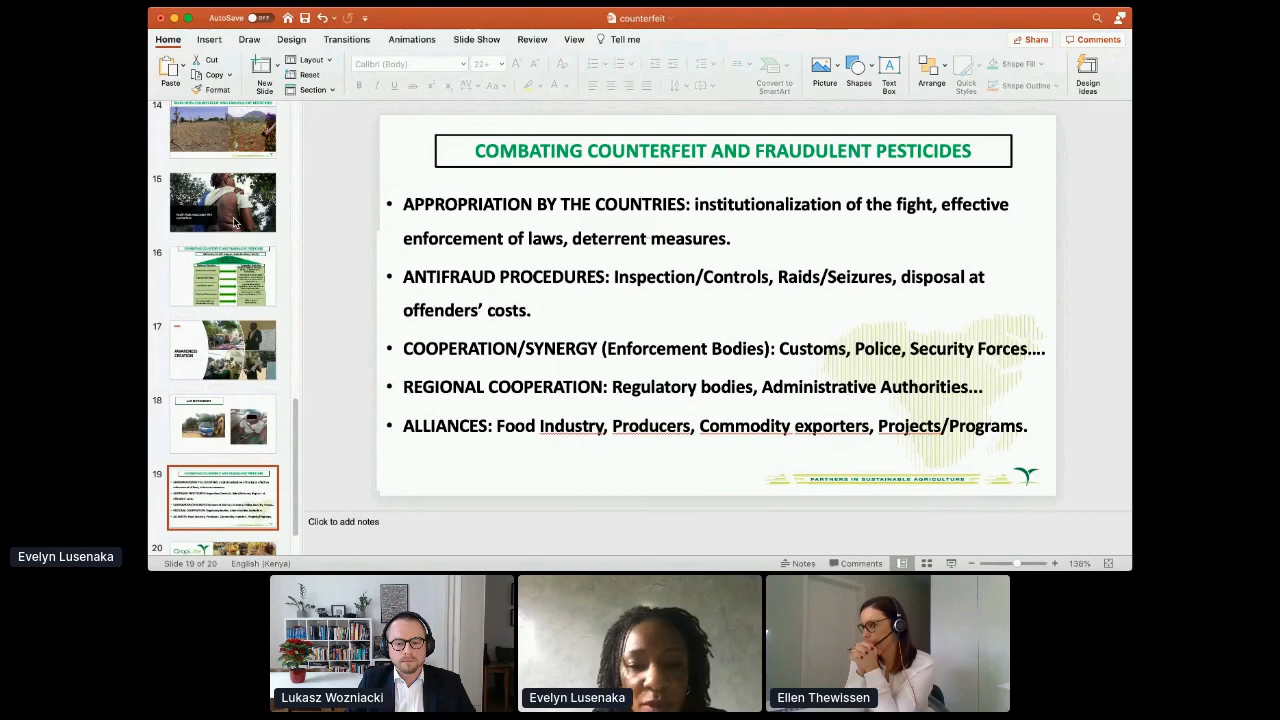 AutoSave OFF
counterfeit
Home Insert Draw Design Transitions Animations Slide Show Review View Tell me
Share Comments
Paste
Cut
Copy
Format
New Slide
Layout
Reset
Section
Calibri (Body) 22+
Convert to SmartArt
Picture
Shapes
Text Box
Arrange
Quick Styles
Shape Fill
Shape Outline
Design Ideas
14
15
16
17
AWARENESS CREATION
18
19
20
COMBATING COUNTERFEIT AND FRAUDULENT PESTICIDES
• APPROPRIATION BY THE COUNTRIES: institutionalization of the fight, effective
enforcement of laws, deterrent measures.
• ANTIFRAUD PROCEDURES: Inspection/Controls, Raids/Seizures, disposal at
offenders’ costs.
• COOPERATION/SYNERGY (Enforcement Bodies): Customs, Police, Security Forces....
• REGIONAL COOPERATION: Regulatory bodies, Administrative Authorities...
• ALLIANCES: Food Industry, Producers, Commodity exporters, Projects/Programs.
PARTNERS IN SUSTAINABLE AGRICULTURE
Click to add notes
Slide 19 of 20 English (Kenya)
Notes Comments 138%
Evelyn Lusenaka
Lukasz Wozniacki
Evelyn Lusenaka
Ellen Thewissen